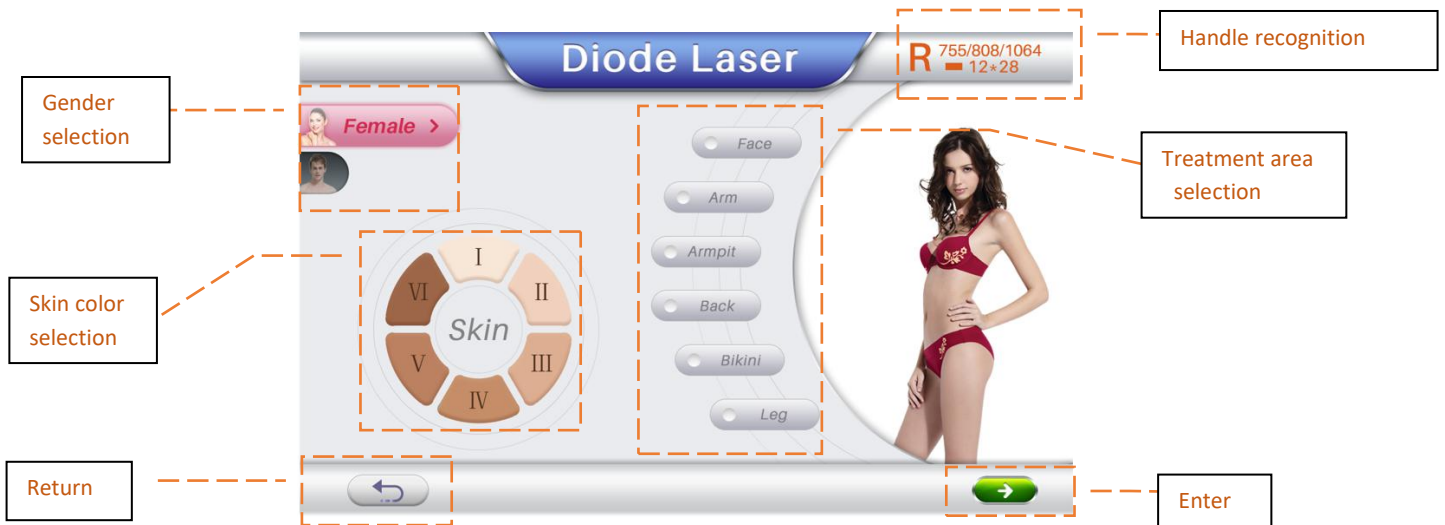 Diode Laser
R 755/808/1064
12*28
Handle recognition
Gender
selection
Female >
Face
Treatment area
selection
Arm
Armpit
Skin color
selection
I
II
III
IV
V
VI
Skin
Back
Bikini
Leg
Return
Enter